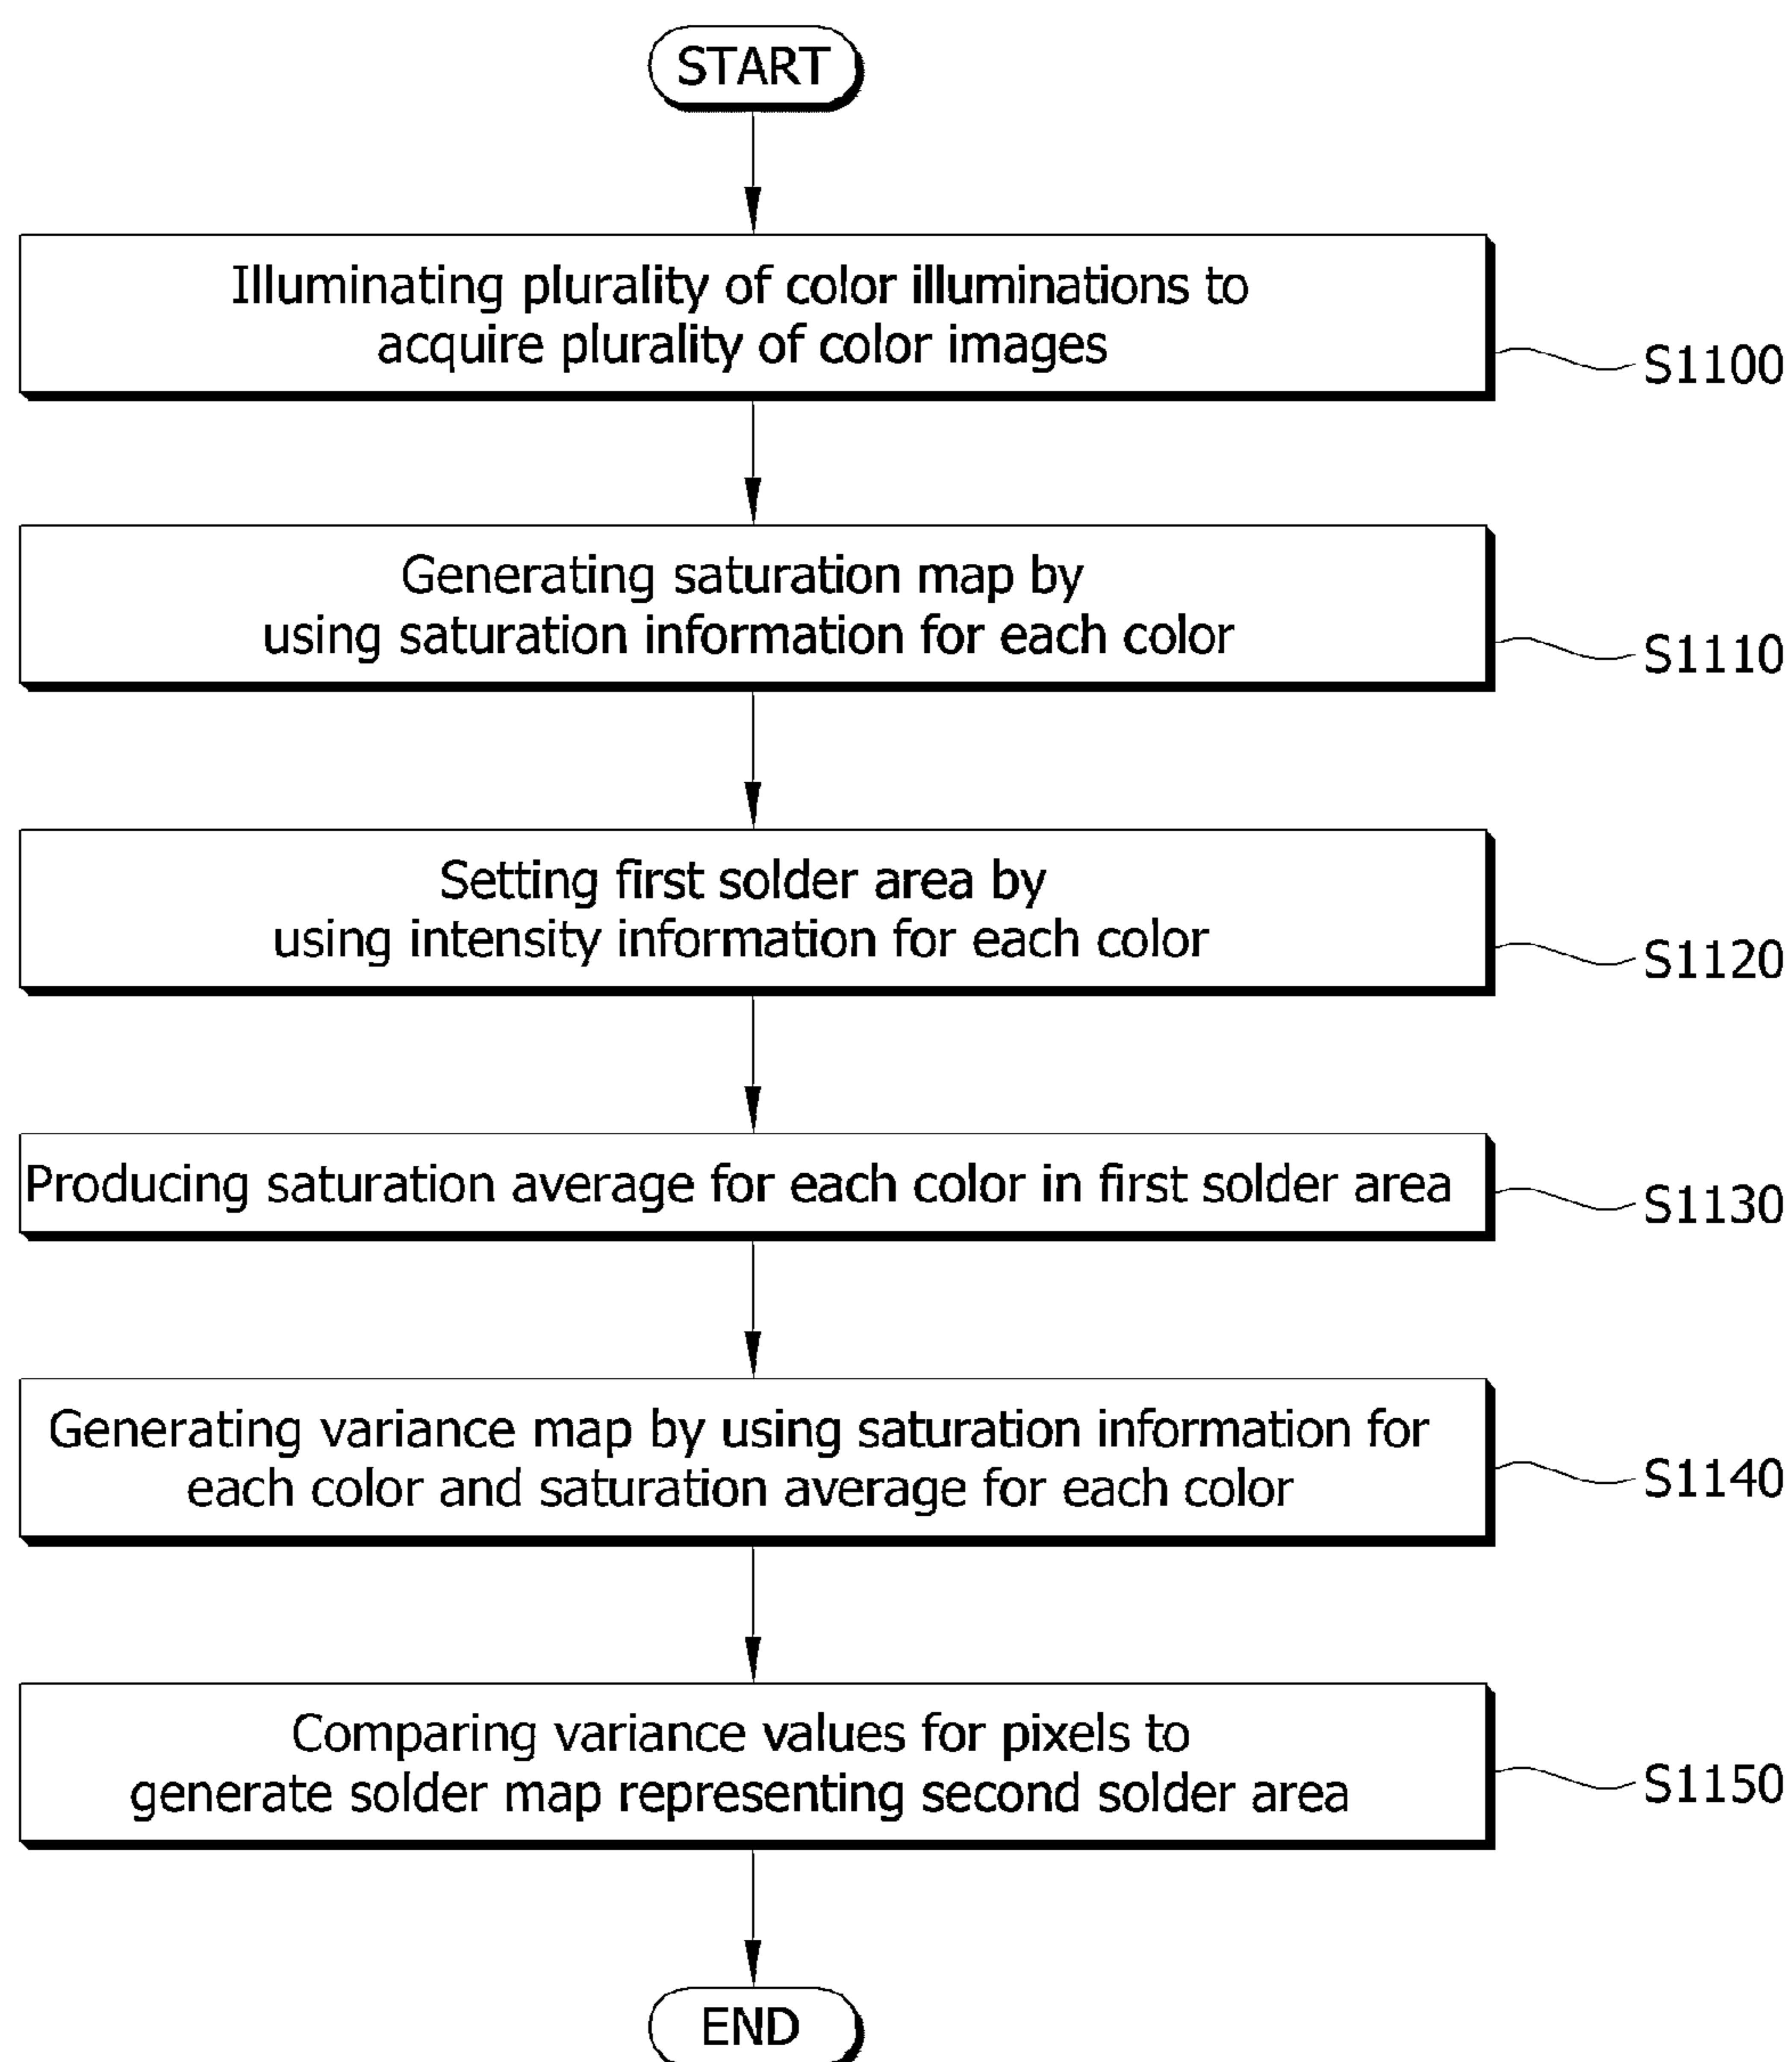 START
Illuminating plurality of color illuminations to
acquire plurality of color images
S1100
Generating saturation map by
using saturation information for each color
S1110
Setting first solder area by
using intensity information for each color
S1120
Producing saturation average for each color in first solder area
S1130
Generating variance map by using saturation information for
each color and saturation average for each color
S1140
Comparing variance values for pixels to
generate solder map representing second solder area
S1150
END